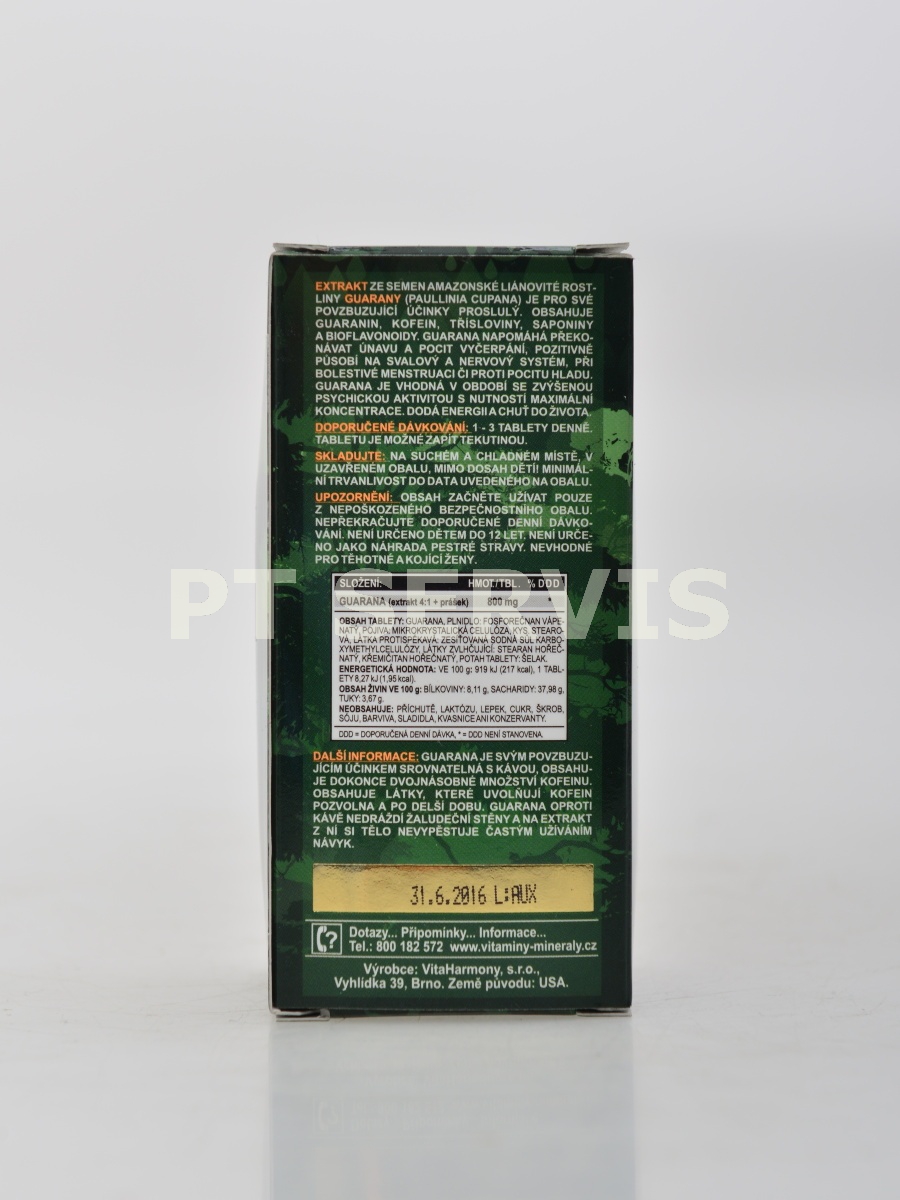 EXTRAKT ZE SEMEN AMAZONSKÉ LIÁNOVITÉ ROST-
LINY GUARANY (PAULLINIA CUPANA) JE PRO SVÉ
POVZBUZUJÍCÍ ÚČINKY PROSLULÝ. OBSAHUJE
GUARANIN, KOFEIN, TŘÍSLOVINY, SAPONINY
A BIOFLAVONOIDY. GUARANA NAPOMÁHÁ PŘEKO-
NÁVAT ÚNAVU A POCIT VYČERPÁNÍ, POZITIVNĚ
PŮSOBÍ NA SVALOVÝ A NERVOVÝ SYSTÉM, PŘI
BOLESTIVÉ MENSTRUACI ČI PROTI POCITU HLADU.
GUARANA JE VHODNÁ V OBDOBÍ SE ZVÝŠENOU
PSYCHICKOU AKTIVITOU S NUTNOSTÍ MAXIMÁLNÍ
KONCENTRACE. DODÁ ENERGII A CHUŤ DO ŽIVOTA.
DOPORUČENÉ DÁVKOVÁNÍ: 1 - 3 TABLETY DENNĚ.
TABLETU JE MOŽNÉ ZAPÍT TEKUTINOU.
SKLADUJTE: NA SUCHÉM A CHLADNÉM MÍSTĚ, V
UZAVŘENÉM OBALU, MIMO DOSAH DĚTÍ! MINIMÁL-
NÍ TRVANLIVOST DO DATA UVEDENÉHO NA OBALU.
UPOZORNĚNÍ: OBSAH ZAČNĚTE UŽÍVAT POUZE
Z NEPOŠKOZENÉHO BEZPEČNOSTNÍHO OBALU.
NEPŘEKRAČUJTE DOPORUČENÉ DENNÍ DÁVKO-
VÁNÍ. NENÍ URČENO DĚTEM DO 12 LET. NENÍ URČE-
NO JAKO NÁHRADA PESTRÉ STRAVY. NEVHODNÉ
PRO TĚHOTNÉ A KOJÍCÍ ŽENY.
PT SERVIS
SLOŽENÍ: HMOT./TBL. % DDD
GUARANA (extrakt 4:1 + prášek) 800 mg *
OBSAH TABLETY: GUARANA, PLNIDLO: FOSFOREČNAN VÁPE-
NATÝ, POJIVA: MIKROKRYSTALICKÁ CELULÓZA, KYS. STEARO-
VÁ, LÁTKA PROTISPÉKAVÁ: ZESÍŤOVANÁ SODNÁ SŮL KARBO-
XYMETHYLCELULÓZY, LÁTKY ZVLHČUJÍCÍ: STEARAN HOŘEČ-
NATÝ, KŘEMIČITAN HOŘEČNATÝ, POTAH TABLETY: ŠELAK.
ENERGETICKÁ HODNOTA: VE 100 g: 919 kJ (217 kcal), 1 TABL-
ETY 8,27 kJ (1,95 kcal).
OBSAH ŽIVIN VE 100 g: BÍLKOVINY: 8,11 g, SACHARIDY: 37,98 g,
TUKY: 3,67 g.
NEOBSAHUJE: PŘÍCHUTĚ, LAKTÓZU, LEPEK, CUKR, ŠKROB,
SÓJU, BARVIVA, SLADIDLA, KVASNICE ANI KONZERVANTY.
DDD = DOPORUČENÁ DENNÍ DÁVKA, * = DDD NENÍ STANOVENA.
DALŠÍ INFORMACE: GUARANA JE SVÝM POVZBUZU-
JÍCÍM ÚČINKEM SROVNATELNÁ S KÁVOU, OBSAHU-
JE DOKONCE DVOJNÁSOBNÉ MNOŽSTVÍ KOFEINU.
OBSAHUJE LÁTKY, KTERÉ UVOLŇUJÍ KOFEIN
POZVOLNA A PO DELŠÍ DOBU. GUARANA OPROTI
KÁVĚ NEDRÁŽDÍ ŽALUDEČNÍ STĚNY A NA EXTRAKT
Z NÍ SI TĚLO NEVYPĚSTUJE ČASTÝM UŽÍVÁNÍM
NÁVYK.
31.6.2016 L:AUX
Dotazy... Připomínky... Informace...
Tel.: 800 182 572 www.vitaminy-mineraly.cz
Výrobce: VitaHarmony, s.r.o.,
Vyhlídka 39, Brno. Země původu: USA.